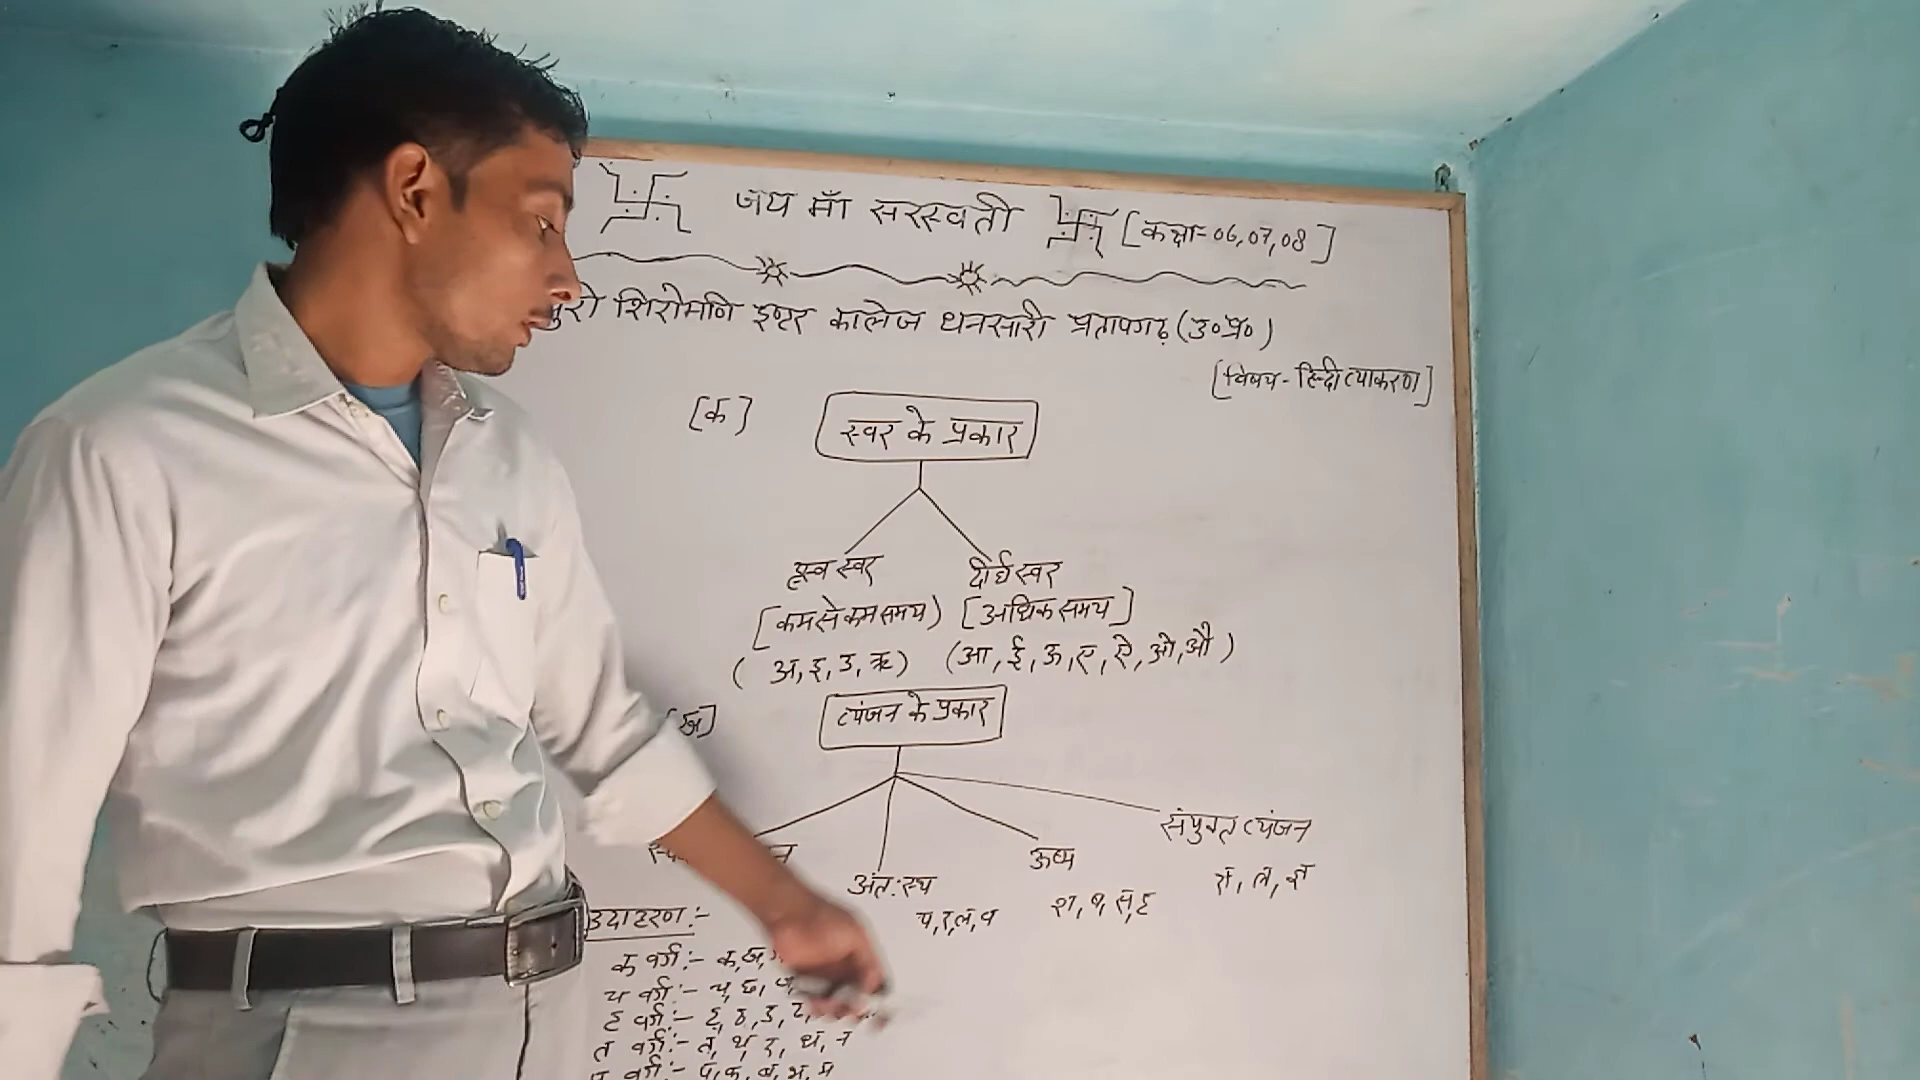 जय माँ सरस्वती [कक्षा-06,07,08]
शिरोमणि इण्टर कालेज धनसारी प्रतापगढ़ (उ०प्र०)
[विषय - हिन्दी व्याकरण]
[क] स्वर के प्रकार
ह्रस्व स्वर दीर्घ स्वर
[कम से कम समय) [अधिक समय]
( अ, इ, उ, ऋ) (आ, ई, ऊ, ए, ऐ, ओ, औ)
[ख] व्यंजन के प्रकार
संयुक्त व्यंजन
अंतःस्थ ऊष्म
य,र,ल,व श, ष, स,ह
उदाहरण:-
क वर्ग:- क,ख,
च वर्ग:- च, छ,
ट वर्ग:- ट, ठ, ड, ढ,
त वर्ग:- त, थ, द, ध, न
प वर्ग:- प, फ, ब, भ, म